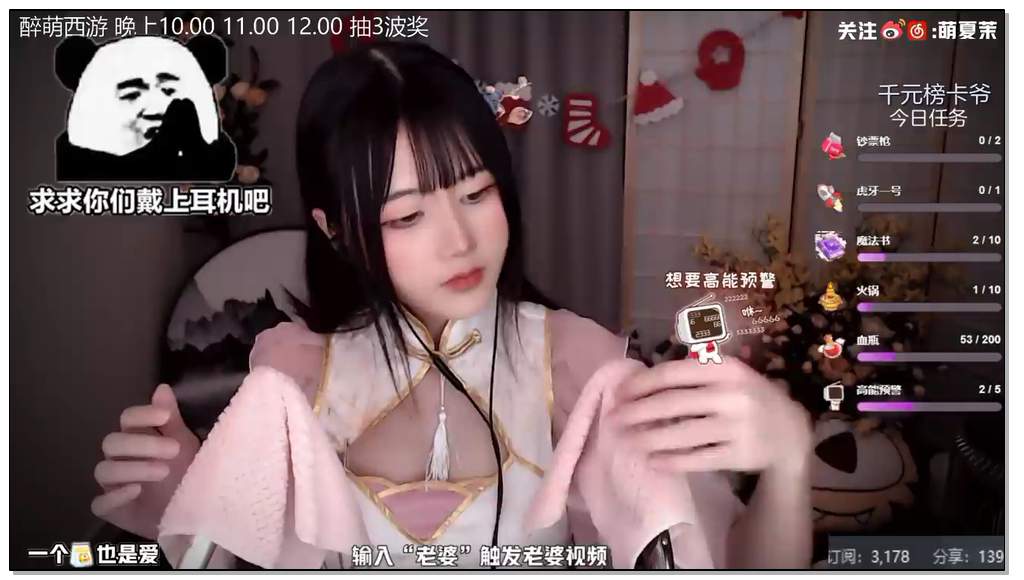 醉萌西游 晚上10.00 11.00 12.00 抽3波奖
关注 :萌夏茉
千元榜卡爷
今日任务
钞票枪 0 / 2
求求你们戴上耳机吧
虎牙一号 0 / 1
魔法书 2 / 10
想要高能预警
火锅 1 / 10
222222
咻~
66666
3333333
血瓶 53 / 200
高能预警 2 / 5
一个 也是爱
输入“老婆”触发老婆视频
订阅: 3,178 分享: 139